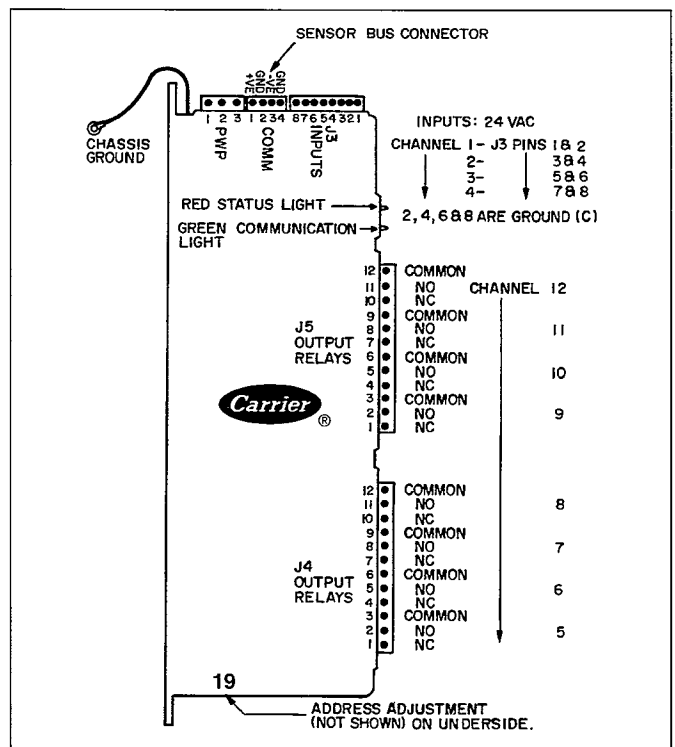 SENSOR BUS CONNECTOR
+VE GND -VE GND
1 2 3 1 2 3 4 8 7 6 5 4 3 2 1
PWP COMM J3 INPUTS
CHASSIS
GROUND
INPUTS: 24 VAC
CHANNEL 1- J3 PINS 1 & 2
2- 3 & 4
3- 5 & 6
4- 7 & 8
2, 4, 6 & 8 ARE GROUND (C)
RED STATUS LIGHT
GREEN COMMUNICATION
LIGHT
12 COMMON
11 NO CHANNEL 12
10 NC
9 COMMON
8 NO 11
7 NC
J5
OUTPUT
RELAYS
6 COMMON
5 NO 10
4 NC
3 COMMON
2 NO 9
1 NC
Carrier ®
12 COMMON
11 NO 8
10 NC
9 COMMON
8 NO 7
7 NC
J4
OUTPUT
RELAYS
6 COMMON
5 NO 6
4 NC
3 COMMON
2 NO 5
1 NC
19
ADDRESS ADJUSTMENT
(NOT SHOWN) ON UNDERSIDE.